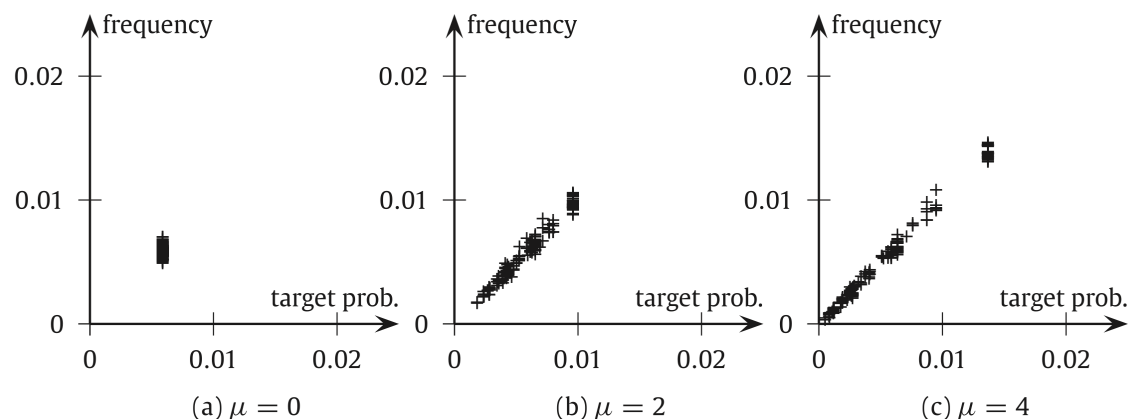 frequency
0.02
0.01
0
target prob.
0 0.01 0.02
(a) μ = 0
frequency
0.02
0.01
0
target prob.
0 0.01 0.02
(b) μ = 2
frequency
0.02
0.01
0
target prob.
0 0.01 0.02
(c) μ = 4